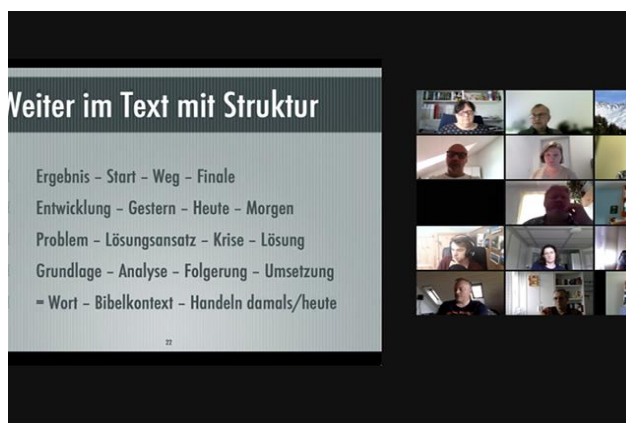 Weiter im Text mit Struktur
Ergebnis – Start – Weg – Finale
Entwicklung – Gestern – Heute – Morgen
Problem – Lösungsansatz – Krise – Lösung
Grundlage – Analyse – Folgerung – Umsetzung
= Wort – Bibelkontext – Handeln damals/heute
22